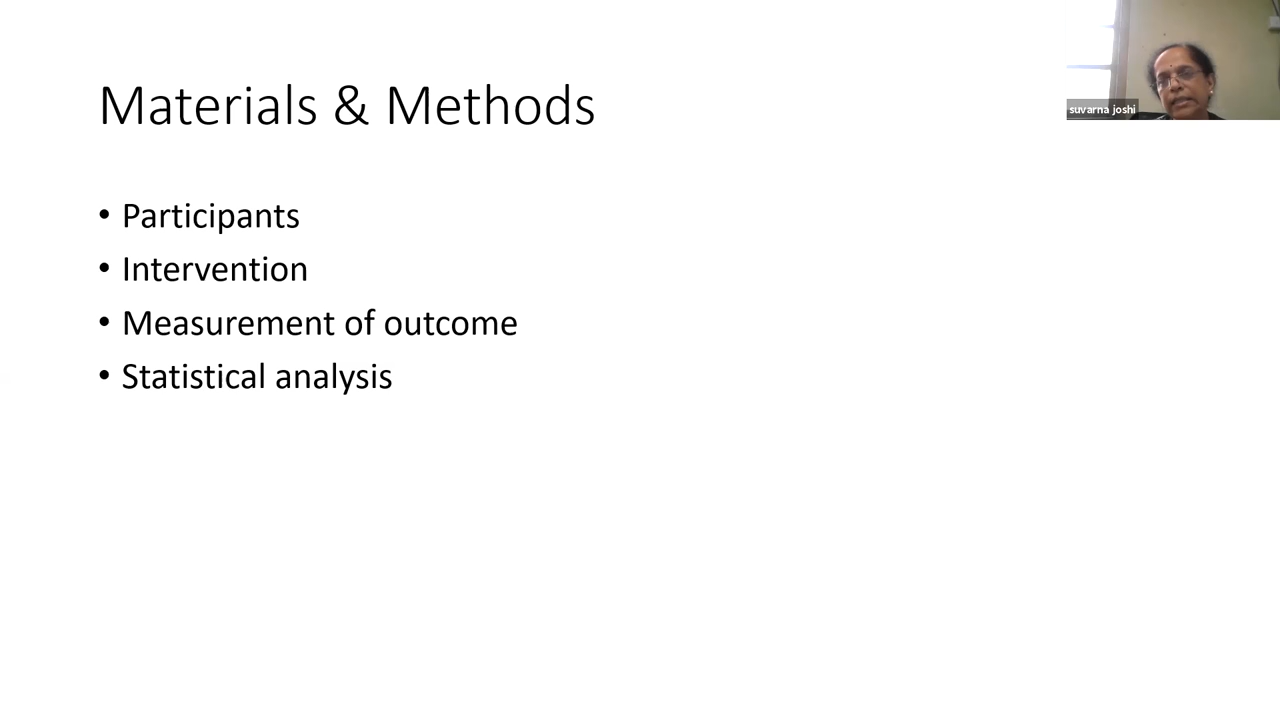 Materials & Methods
suvarna joshi
• Participants
• Intervention
• Measurement of outcome
• Statistical analysis